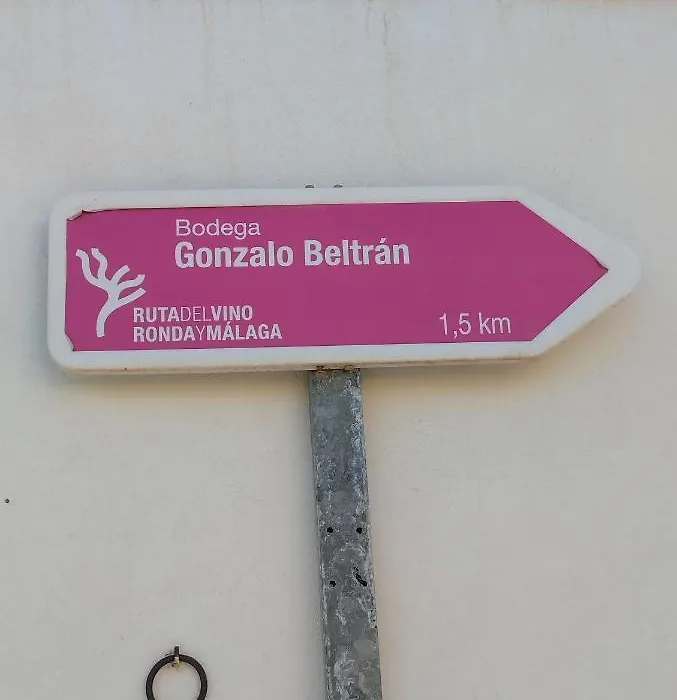 Bodega
Gonzalo Beltrán
RUTADELVINO
RONDAYMÁLAGA
1,5 km